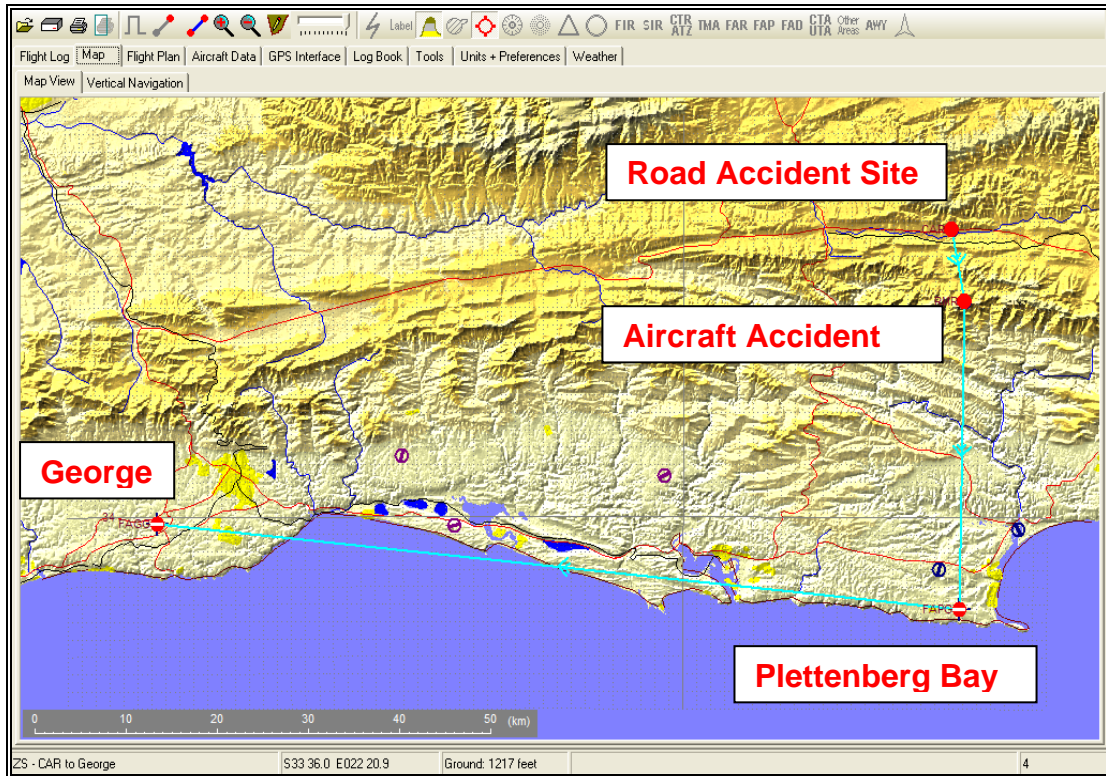 Label FIR SIR CTR ATZ TMA FAR FAP FAD CTA UTA Other Areas AWY
Flight Log Map Flight Plan Aircraft Data GPS Interface Log Book Tools Units + Preferences Weather
Map View Vertical Navigation
Road Accident Site
CAR
Aircraft Accident
George
34
FAGG
FAPG
Plettenberg Bay
0 10 20 30 40 50 (km)
ZS - CAR to George S33 36.0 E022 20.9 Ground: 1217 feet 4